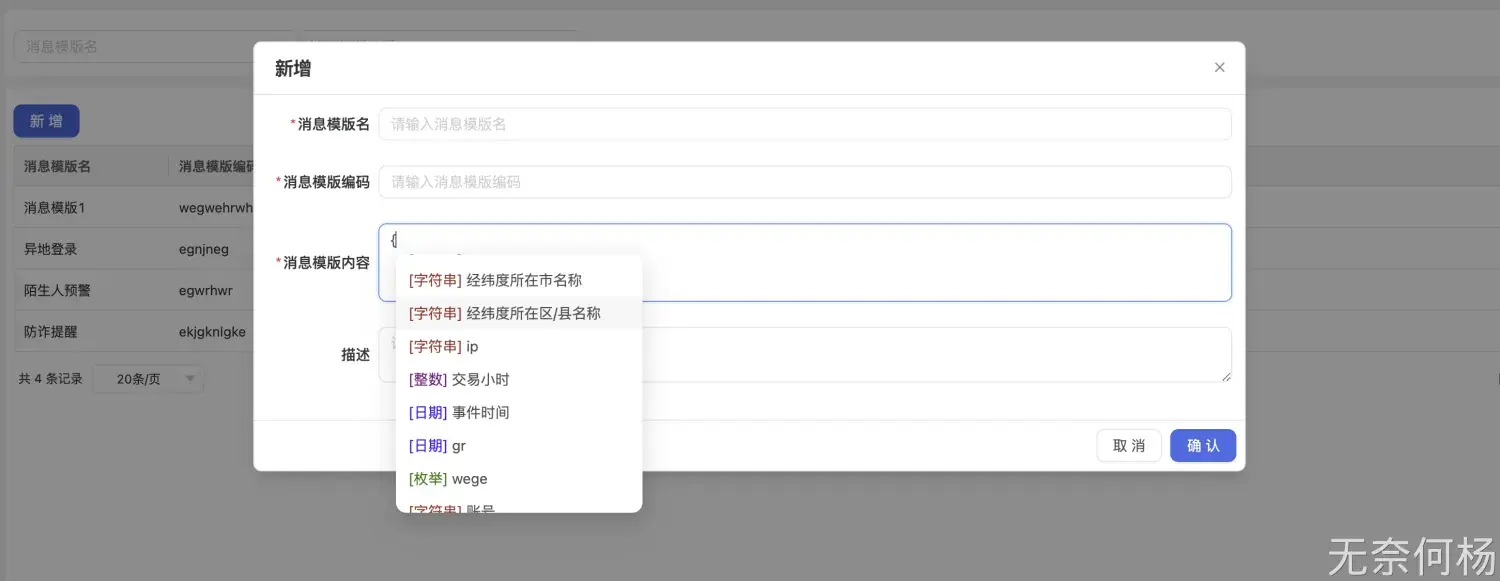 消息模版名
新增
新 增
*消息模版名 请输入消息模版名
消息模版名 消息模版编码
*消息模版编码 请输入消息模版编码
消息模版1 wegwehrwh
{
异地登录 egnjneg
*消息模版内容
[字符串] 经纬度所在市名称
陌生人预警 egwrhwr
[字符串] 经纬度所在区/县名称
防诈提醒 ekjgknlgke
[字符串] ip
描述
共 4 条记录 20条/页
[整数] 交易小时
[日期] 事件时间
[日期] gr
取 消 确 认
[枚举] wege
[字符串] 账号
无奈何杨